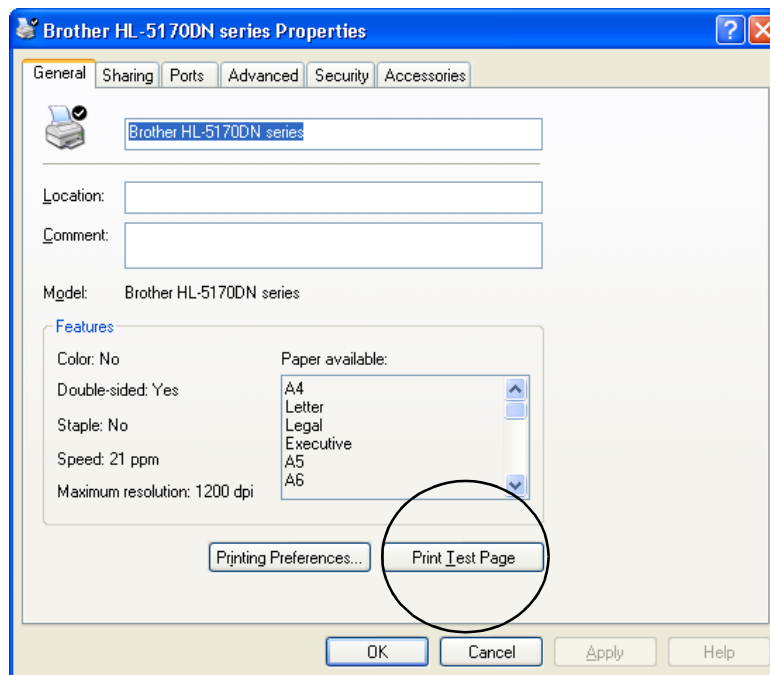 Brother HL-5170DN series Properties
?
General Sharing Ports Advanced Security Accessories
Brother HL-5170DN series
Location:
Comment:
Model: Brother HL-5170DN series
Features
Color: No
Double-sided: Yes
Staple: No
Speed: 21 ppm
Maximum resolution: 1200 dpi
Paper available:
A4
Letter
Legal
Executive
A5
A6
Printing Preferences... Print Test Page
OK Cancel Apply Help